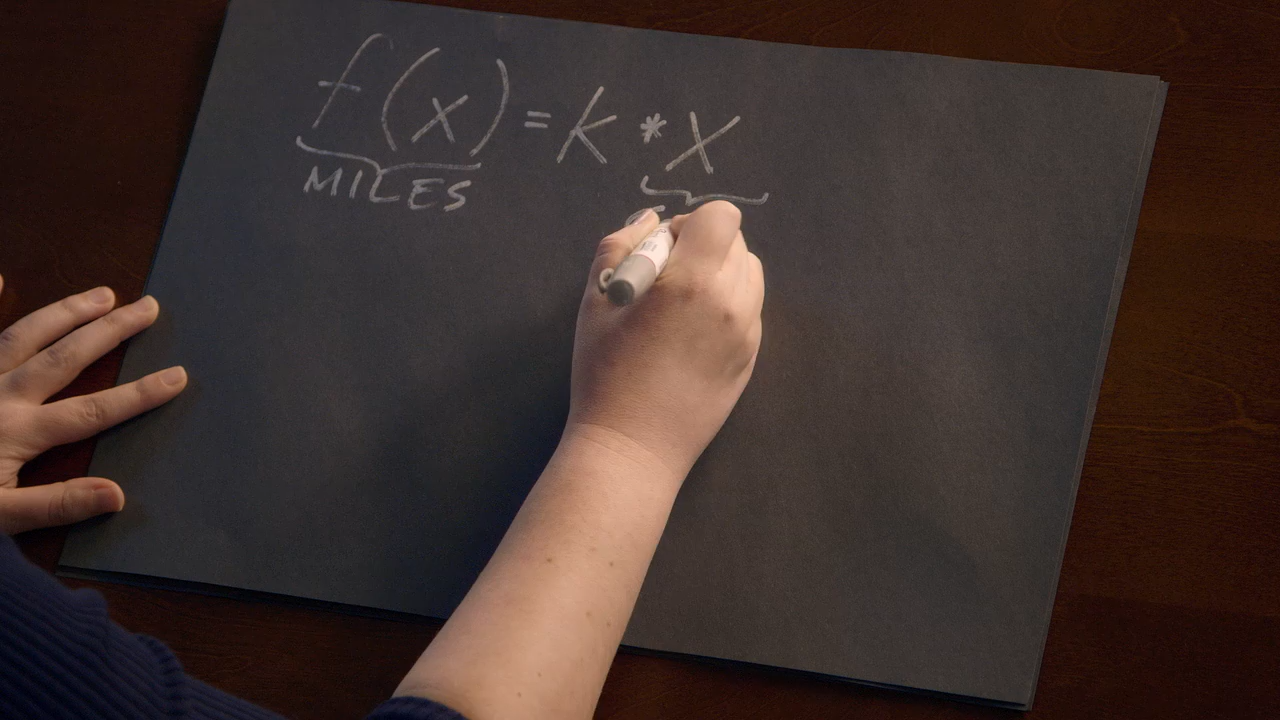 f(x) = k * x
MILES